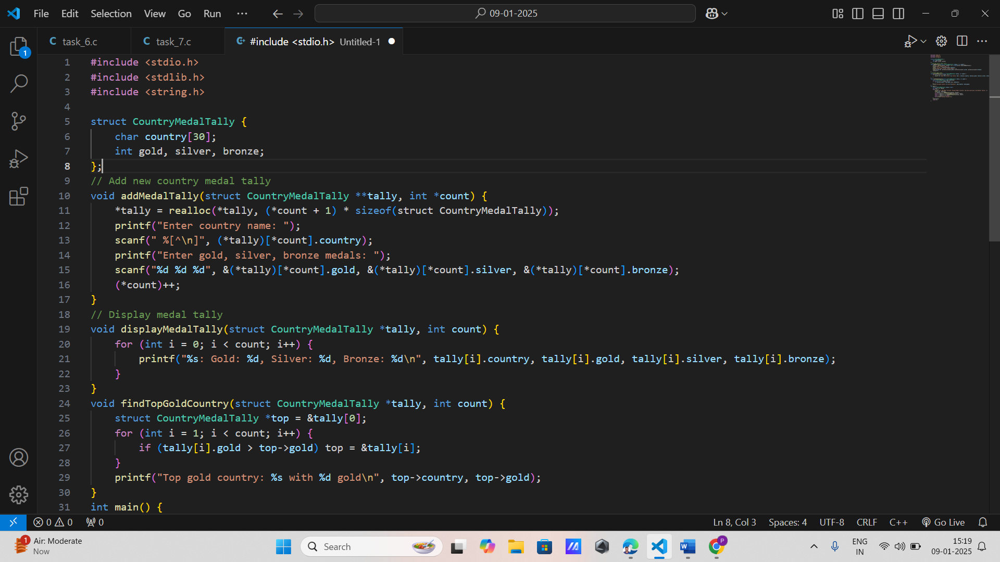 File Edit Selection View Go Run ... 09-01-2025
1
task_6.c task_7.c #include <stdio.h> Untitled-1
1 #include <stdio.h>
2 #include <stdlib.h>
3 #include <string.h>
4
5 struct CountryMedalTally {
6 char country[30];
7 int gold, silver, bronze;
8 };
9 // Add new country medal tally
10 void addMedalTally(struct CountryMedalTally **tally, int *count) {
11 *tally = realloc(*tally, (*count + 1) * sizeof(struct CountryMedalTally));
12 printf("Enter country name: ");
13 scanf(" %[^\n]", (*tally)[*count].country);
14 printf("Enter gold, silver, bronze medals: ");
15 scanf("%d %d %d", &(*tally)[*count].gold, &(*tally)[*count].silver, &(*tally)[*count].bronze);
16 (*count)++;
17 }
18 // Display medal tally
19 void displayMedalTally(struct CountryMedalTally *tally, int count) {
20 for (int i = 0; i < count; i++) {
21 printf("%s: Gold: %d, Silver: %d, Bronze: %d\n", tally[i].country, tally[i].gold, tally[i].silver, tally[i].bronze);
22 }
23 }
24 void findTopGoldCountry(struct CountryMedalTally *tally, int count) {
25 struct CountryMedalTally *top = &tally[0];
26 for (int i = 1; i < count; i++) {
27 if (tally[i].gold > top->gold) top = &tally[i];
28 }
29 printf("Top gold country: %s with %d gold\n", top->country, top->gold);
30 }
31 int main() {
0 0 0 Ln 8, Col 3 Spaces: 4 UTF-8 CRLF C++ Go Live
1 Air: Moderate
Now
Search
P
ENG
IN
15:19
09-01-2025